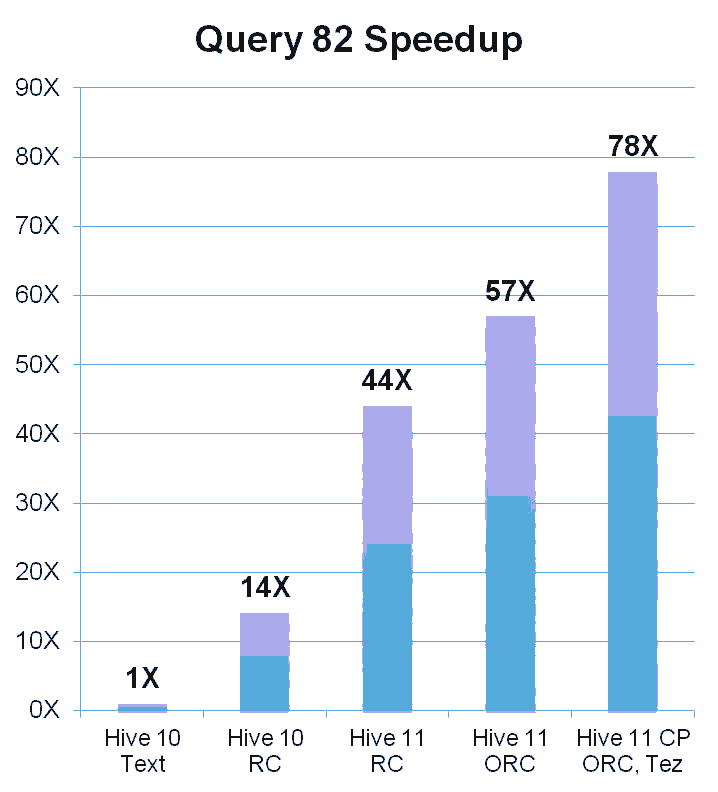 Query 82 Speedup
90X
80X
70X
60X
50X
40X
30X
20X
10X
0X
1X
14X
44X
57X
78X
Hive 10
Text
Hive 10
RC
Hive 11
RC
Hive 11
ORC
Hive 11 CP
ORC, Tez